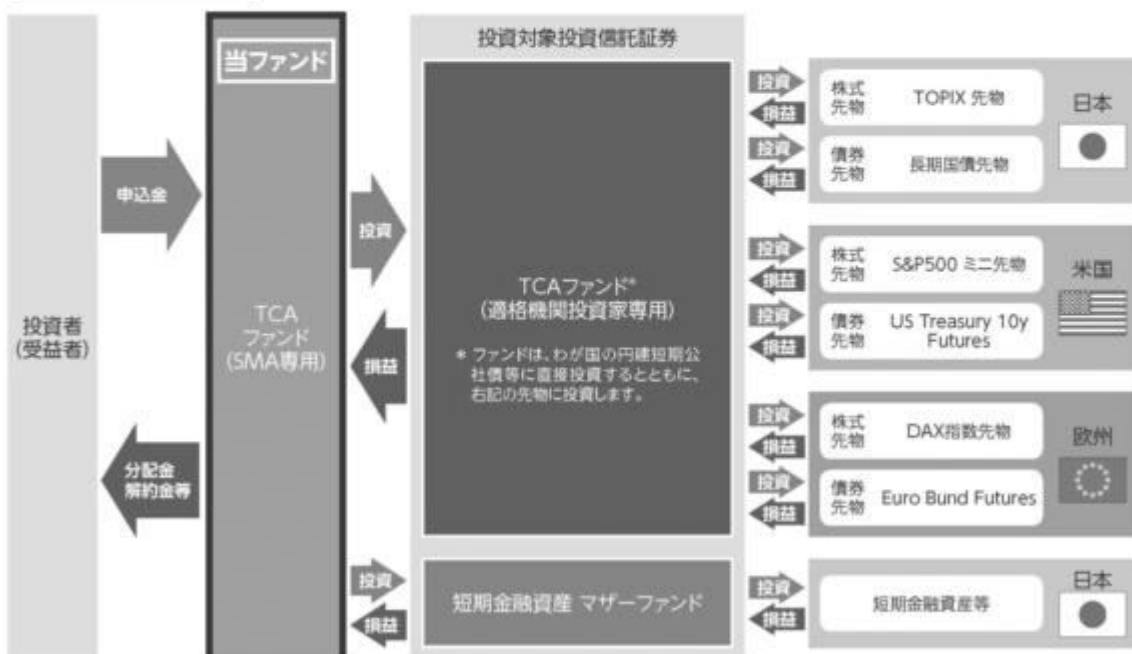 投資者
(受益者)
申込金
分配金
解約金等
当ファンド
TCA
ファンド
(SMA専用)
投資
損益
投資
損益
投資対象投資信託証券
TCAファンド*
(適格機関投資家専用)
* ファンドは、わが国の円建短期公
社債等に直接投資するとともに、
右記の先物に投資します。
短期金融資産 マザーファンド
投資
損益
株式
先物
TOPIX 先物
投資
損益
債券
先物
長期国債先物
日本
投資
損益
株式
先物
S&P500 ミニ先物
投資
損益
債券
先物
US Treasury 10y
Futures
米国
投資
損益
株式
先物
DAX指数先物
投資
損益
債券
先物
Euro Bund Futures
欧州
投資
損益
短期金融資産等
日本